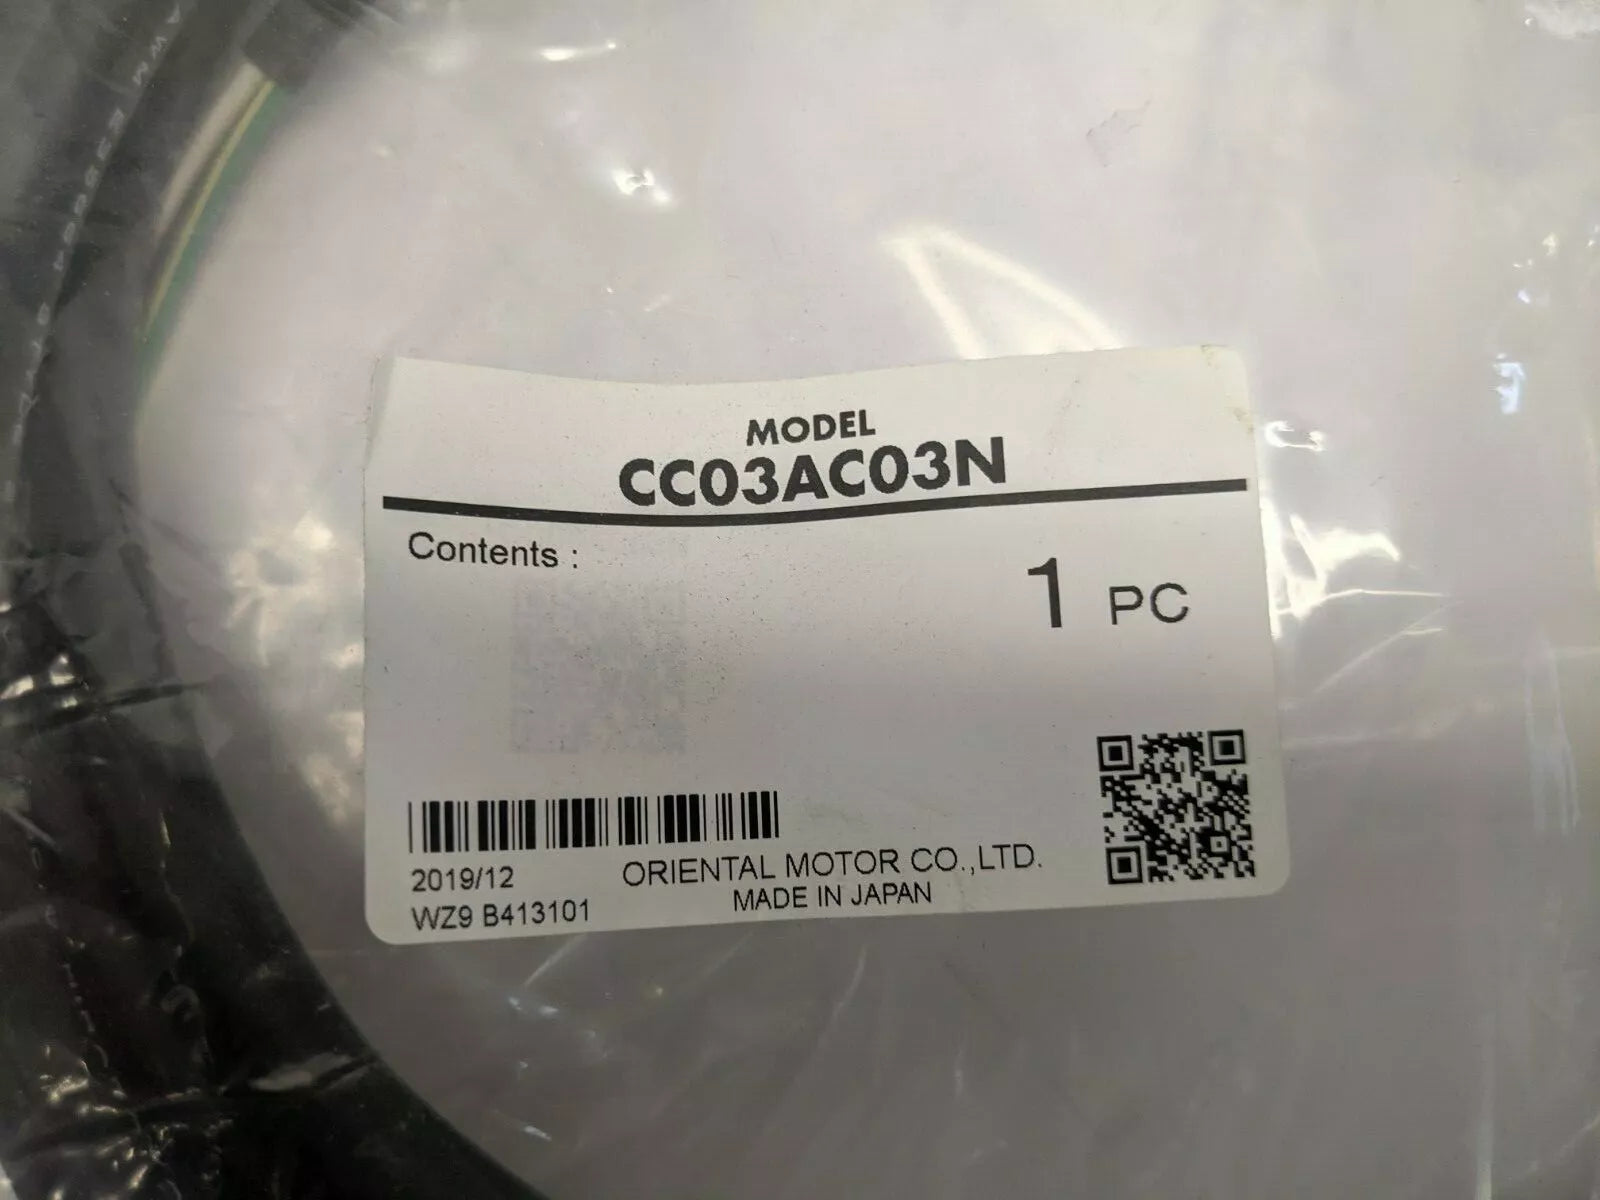 MODEL
CC03AC03N
Contents :
1 PC
2019/12
ORIENTAL MOTOR CO.,LTD.
WZ9 B413101
MADE IN JAPAN